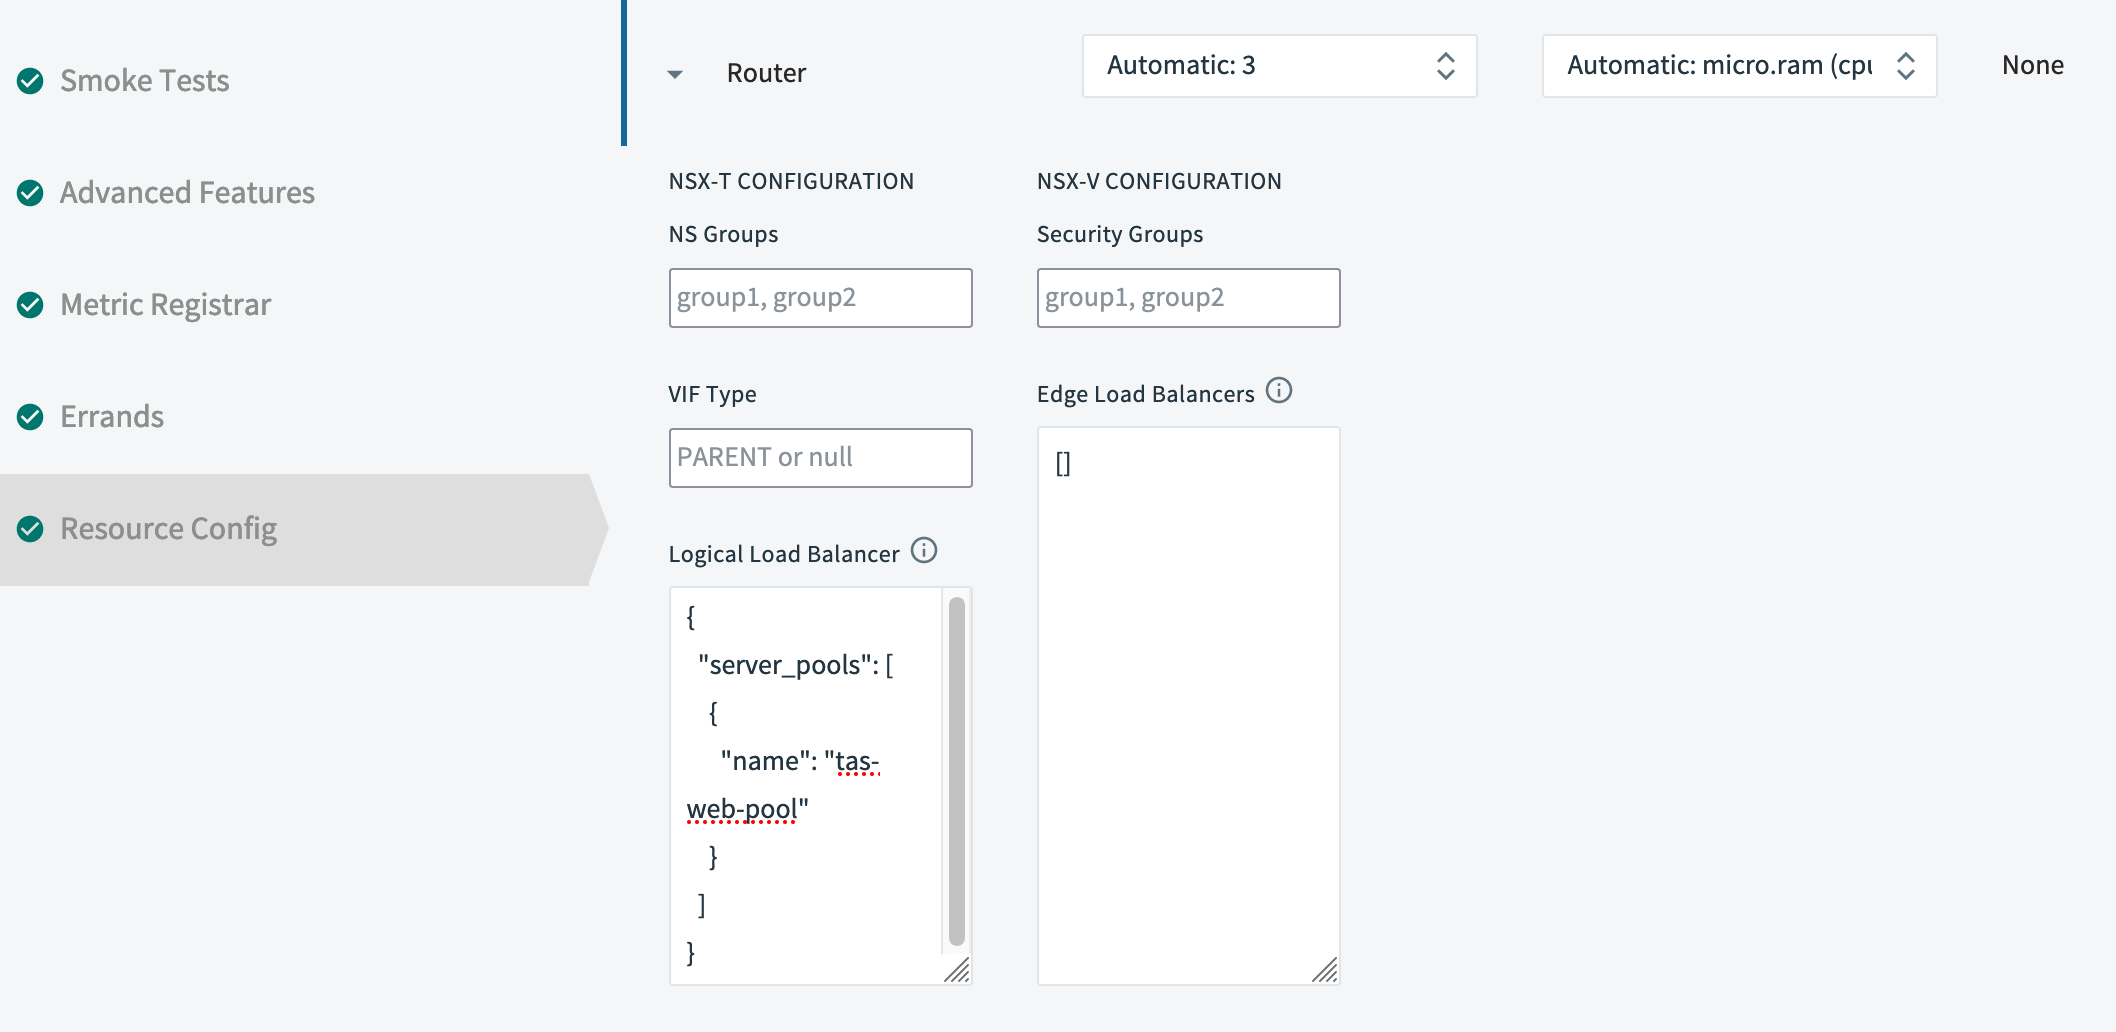 Smoke Tests
Advanced Features
Metric Registrar
Errands
Resource Config
Router
Automatic: 3
Automatic: micro.ram (cpu
None
NSX-T CONFIGURATION
NS Groups
group1, group2
VIF Type
PARENT or null
Logical Load Balancer
{
"server_pools": [
{
"name": "tas-
web-pool"
}
]
}
NSX-V CONFIGURATION
Security Groups
group1, group2
Edge Load Balancers
[]